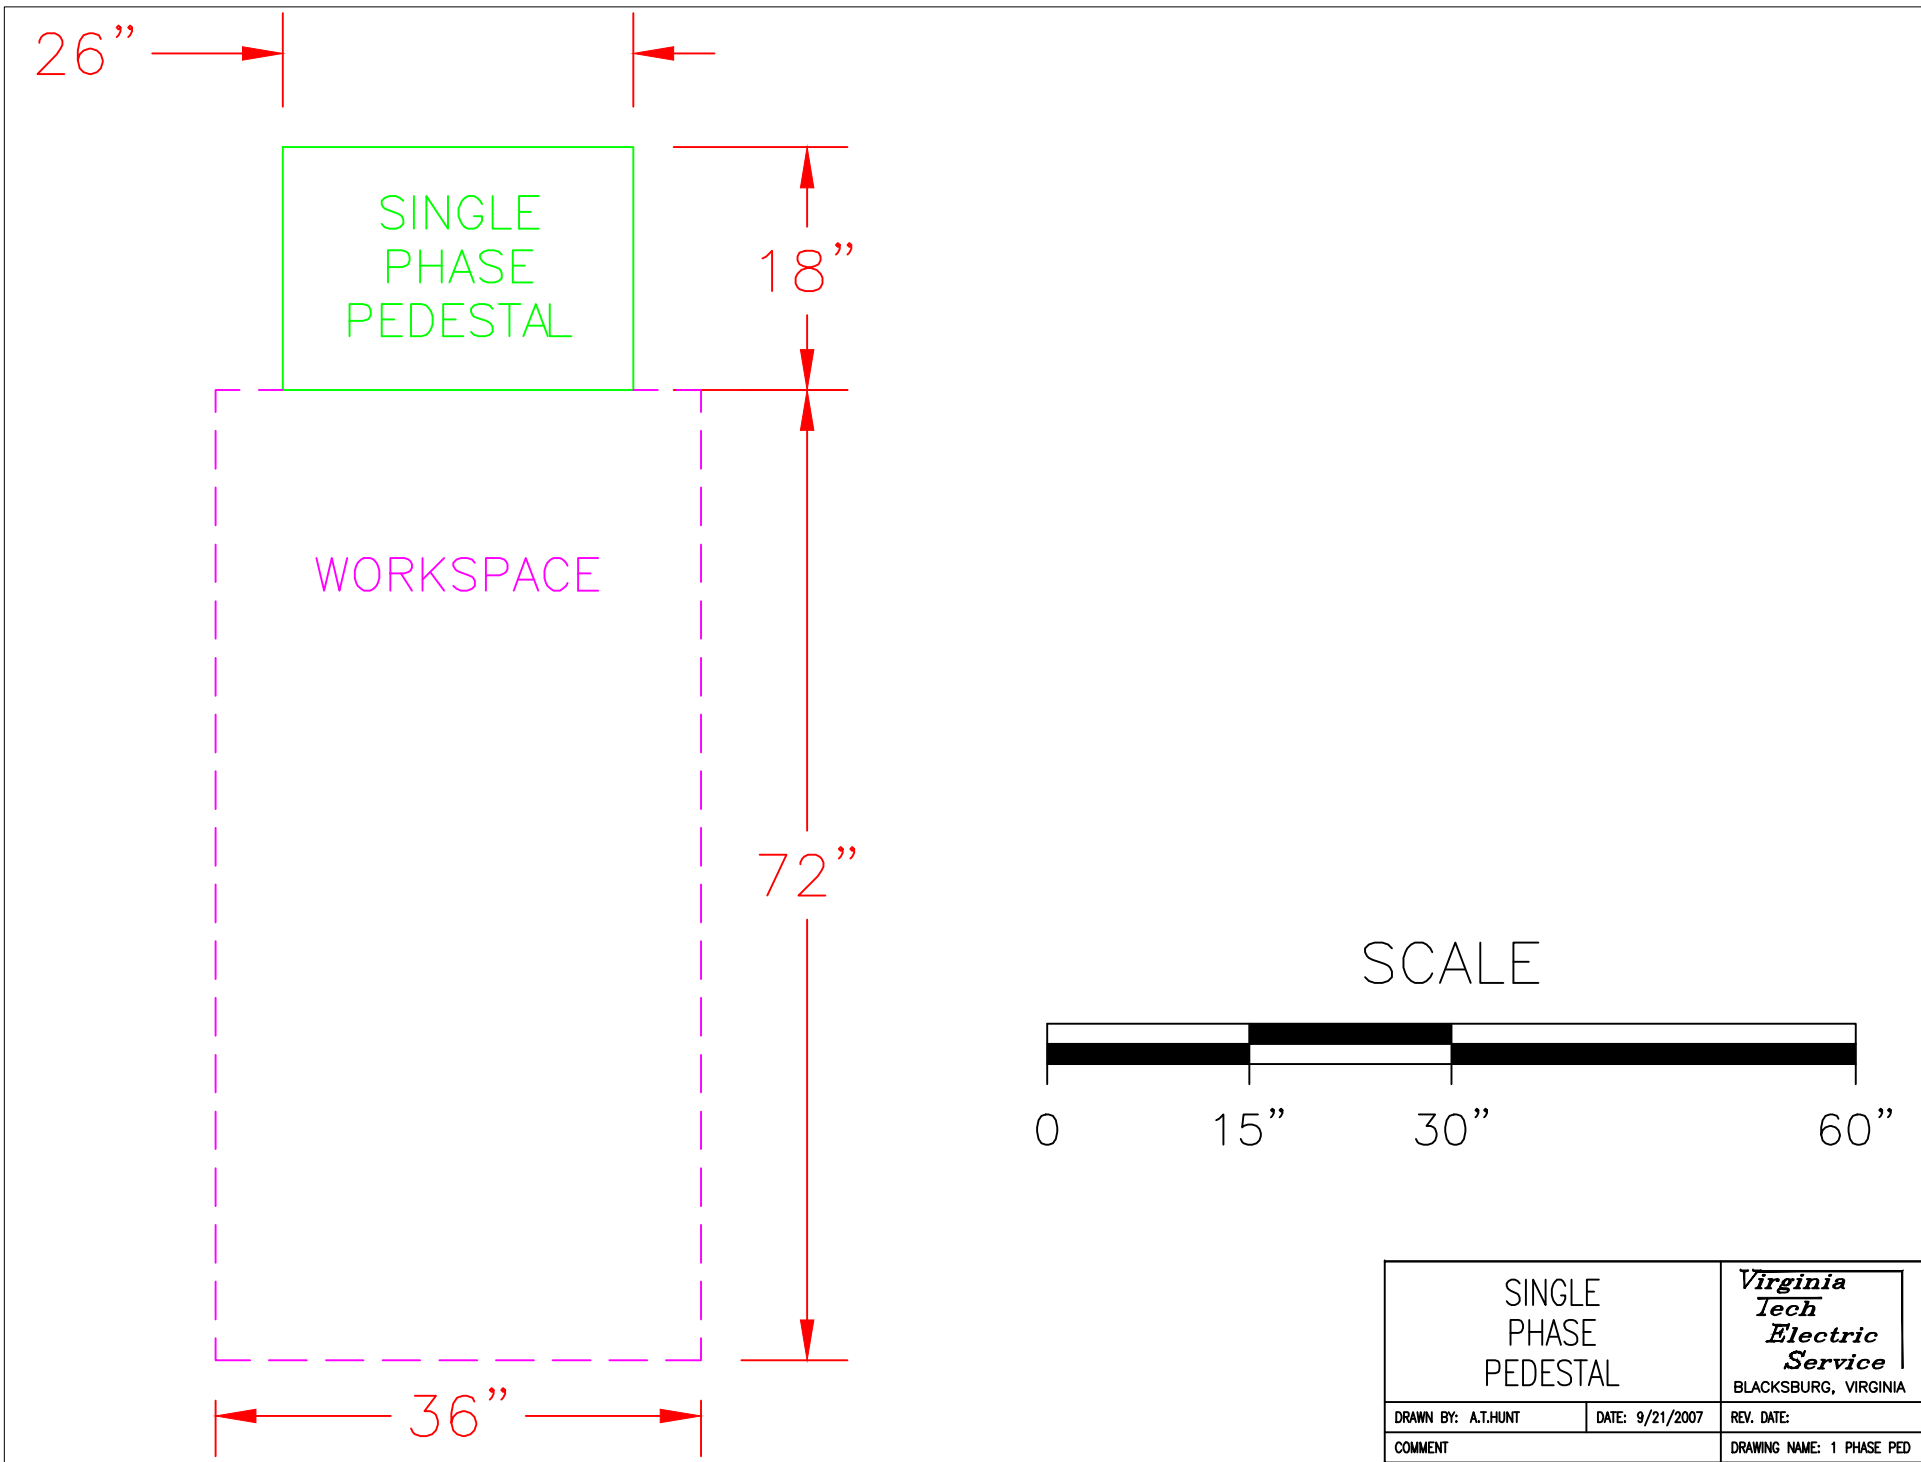 26”
SINGLE
PHASE
PEDESTAL
18”
WORKSPACE
72”
36”
SCALE
0 15” 30” 60”
SINGLE
PHASE
PEDESTAL
Virginia
Tech
Electric
Service
BLACKSBURG, VIRGINIA
DRAWN BY: A.T.HUNT DATE: 9/21/2007 REV. DATE:
COMMENT DRAWING NAME: 1 PHASE PED